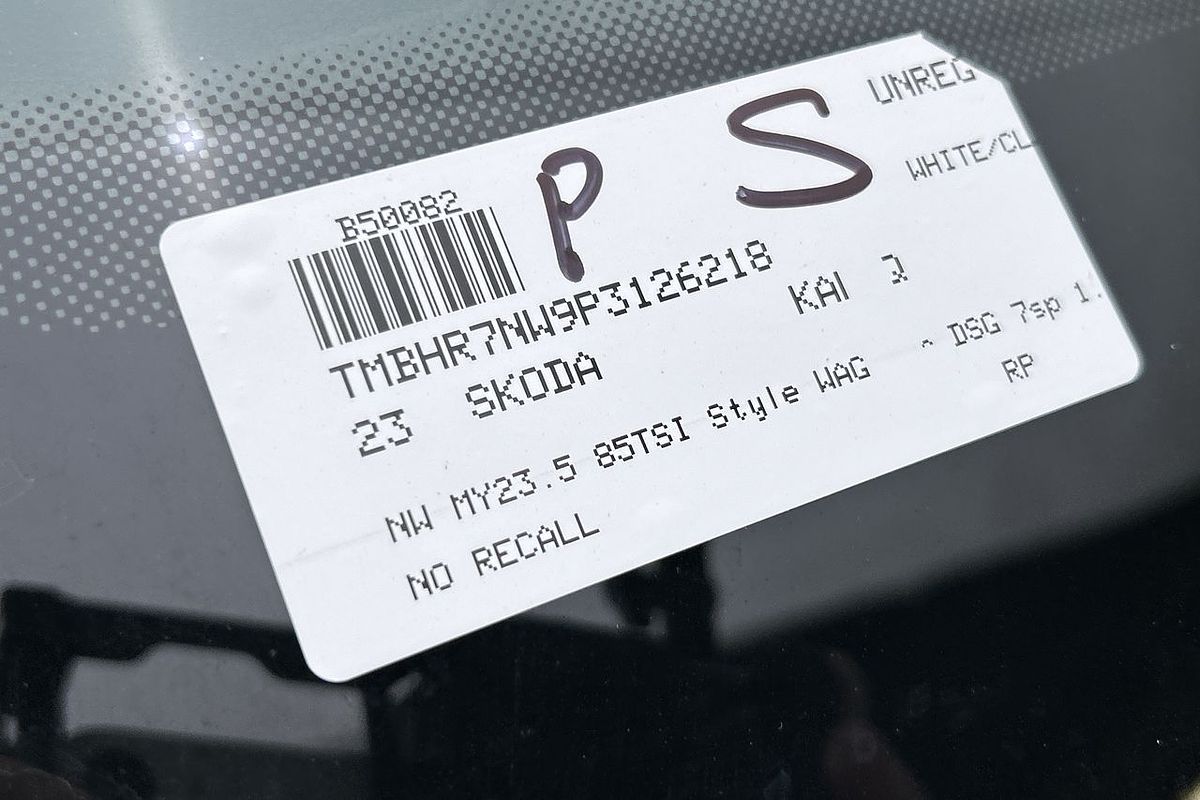 P S UNREG
WHITE/CL
B50082
TMBHR7NW9P3126218
KAI
23 SKODA
NW MY23.5 85TSI Style WAG - DSG 7sp 1.
RP
NO RECALL